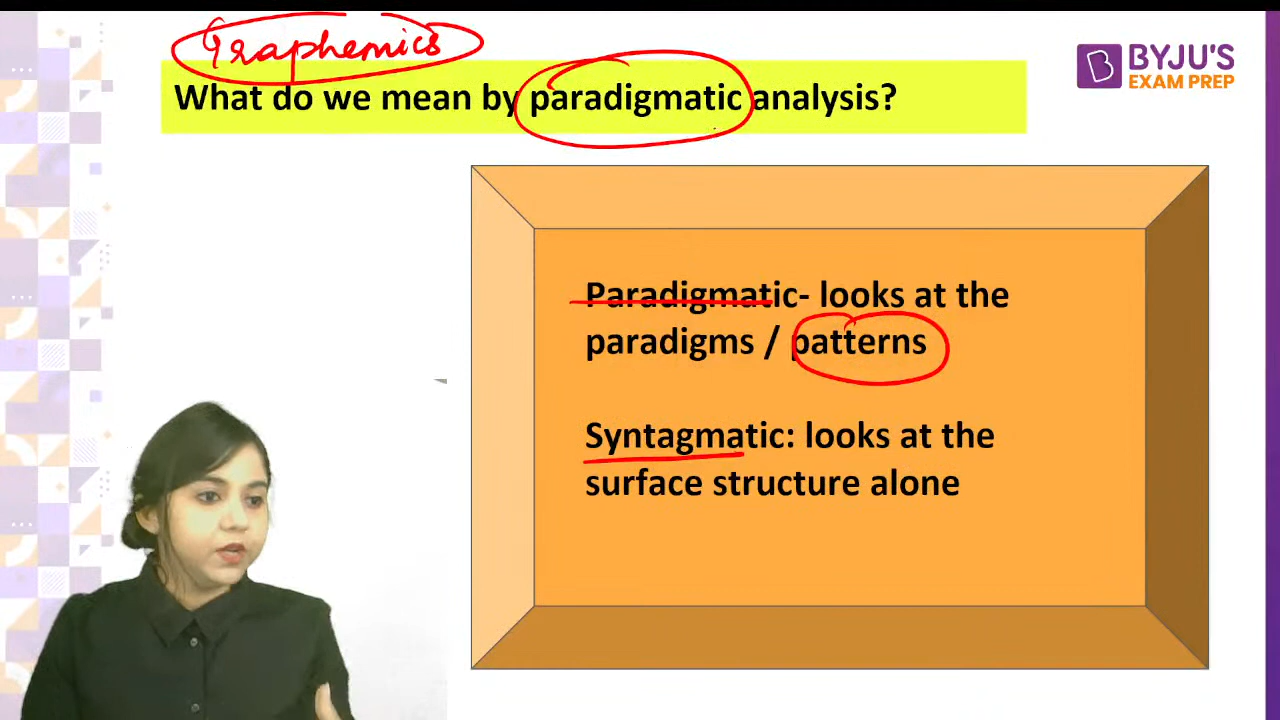 Graphemics
What do we mean by paradigmatic analysis?
BYJU'S
EXAM PREP
Paradigmatic- looks at the
paradigms / patterns
Syntagmatic: looks at the
surface structure alone